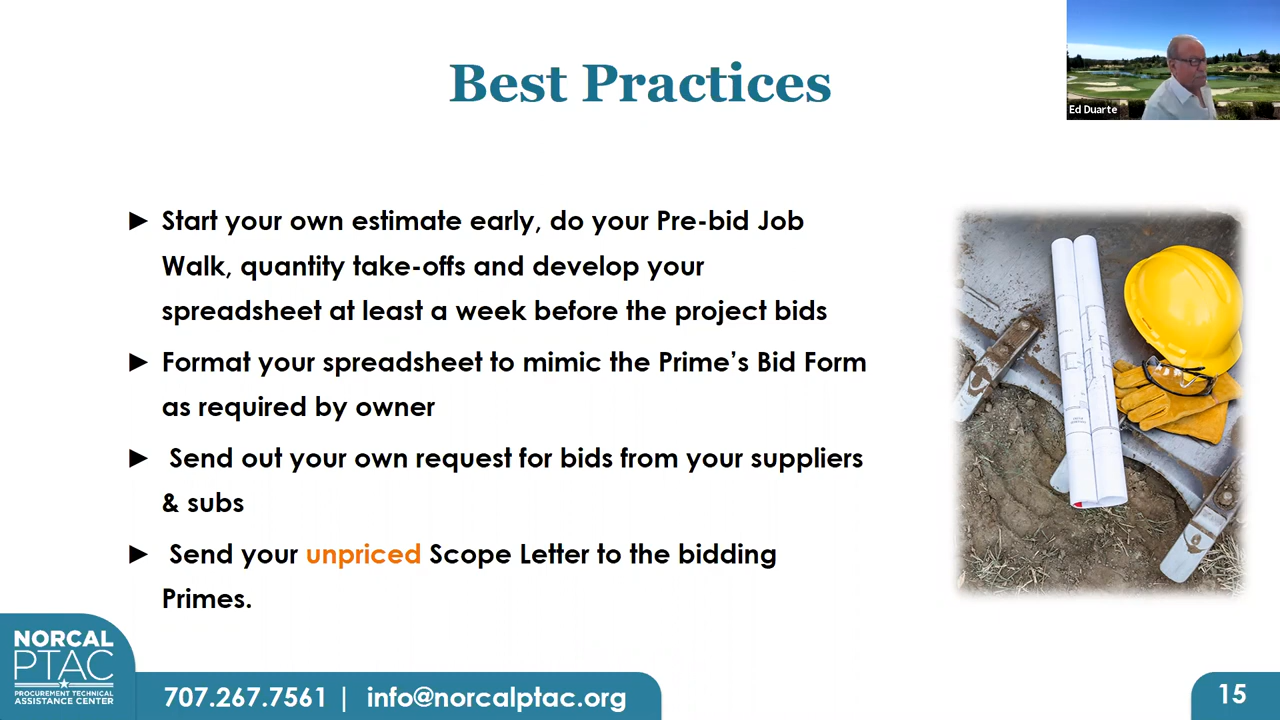 Best Practices
Ed Duarte
► Start your own estimate early, do your Pre-bid Job
Walk, quantity take-offs and develop your
spreadsheet at least a week before the project bids
► Format your spreadsheet to mimic the Prime’s Bid Form
as required by owner
► Send out your own request for bids from your suppliers
& subs
► Send your unpriced Scope Letter to the bidding
Primes.
NORCAL
PTAC
PROCUREMENT TECHNICAL
ASSISTANCE CENTER
707.267.7561 | info@norcalptac.org
15